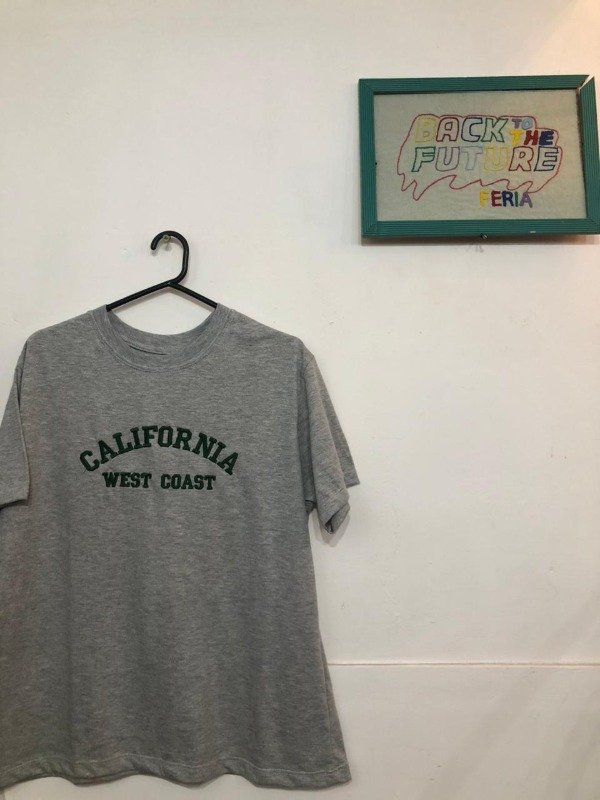 BACK TO
THE
FUTURE
FERIA
CALIFORNIA
WEST COAST